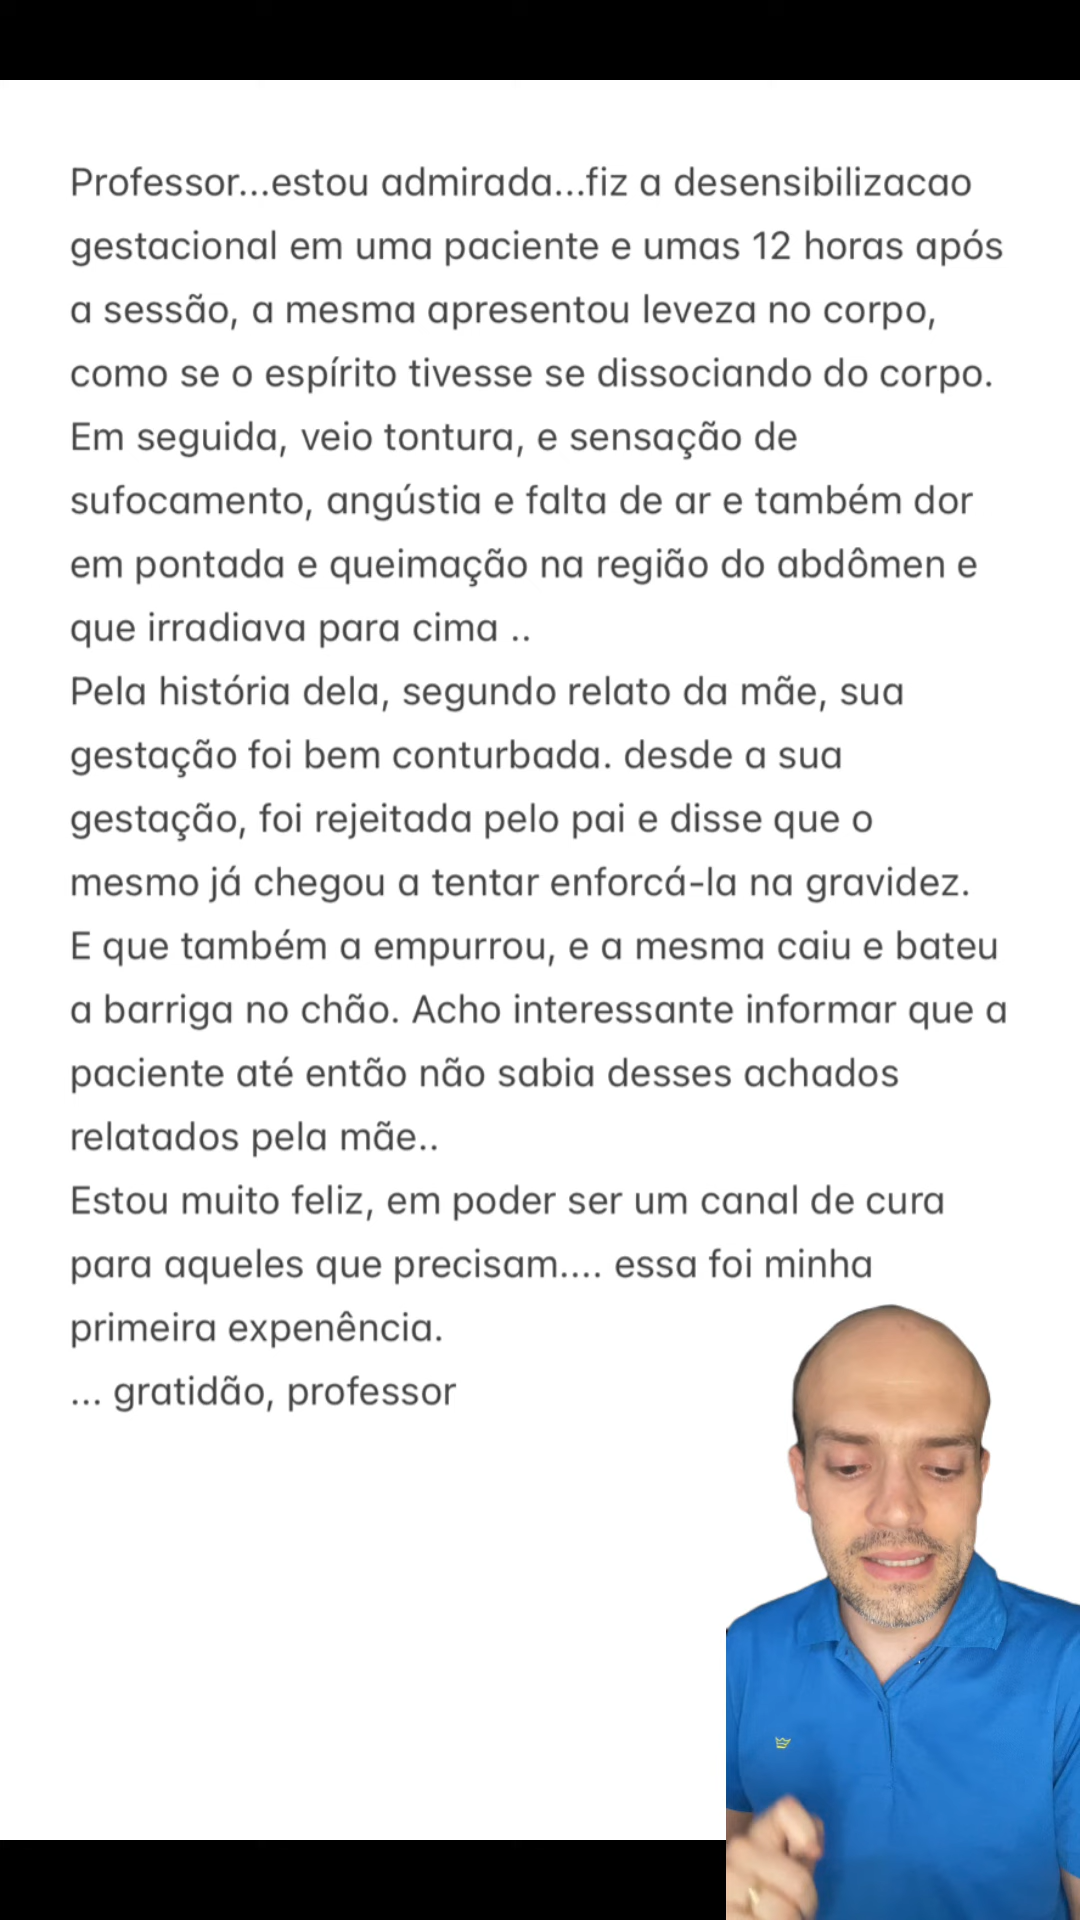 Professor...estou admirada...fiz a desensibilizacao
gestacional em uma paciente e umas 12 horas após
a sessão, a mesma apresentou leveza no corpo,
como se o espírito tivesse se dissociando do corpo.
Em seguida, veio tontura, e sensação de
sufocamento, angústia e falta de ar e também dor
em pontada e queimação na região do abdômen e
que irradiava para cima ..
Pela história dela, segundo relato da mãe, sua
gestação foi bem conturbada. desde a sua
gestação, foi rejeitada pelo pai e disse que o
mesmo já chegou a tentar enforcá-la na gravidez.
E que também a empurrou, e a mesma caiu e bateu
a barriga no chão. Acho interessante informar que a
paciente até então não sabia desses achados
relatados pela mãe..
Estou muito feliz, em poder ser um canal de cura
para aqueles que precisam.... essa foi minha
primeira expenência.
... gratidão, professor